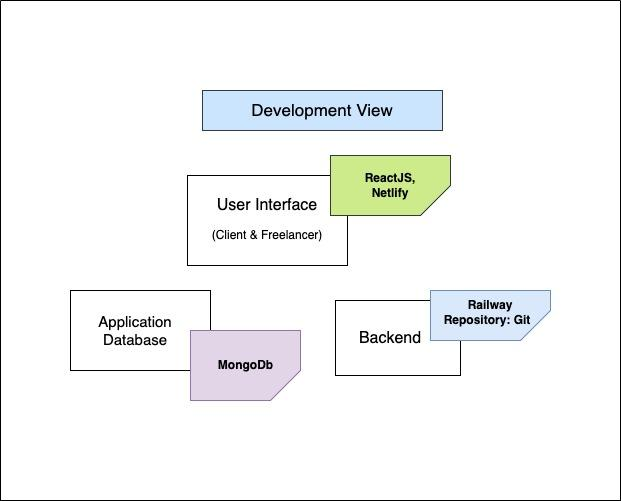 Development View
ReactJS,
Netlify
User Interface
(Client & Freelancer)
Application
Database
MongoDb
Railway
Repository: Git
Backend